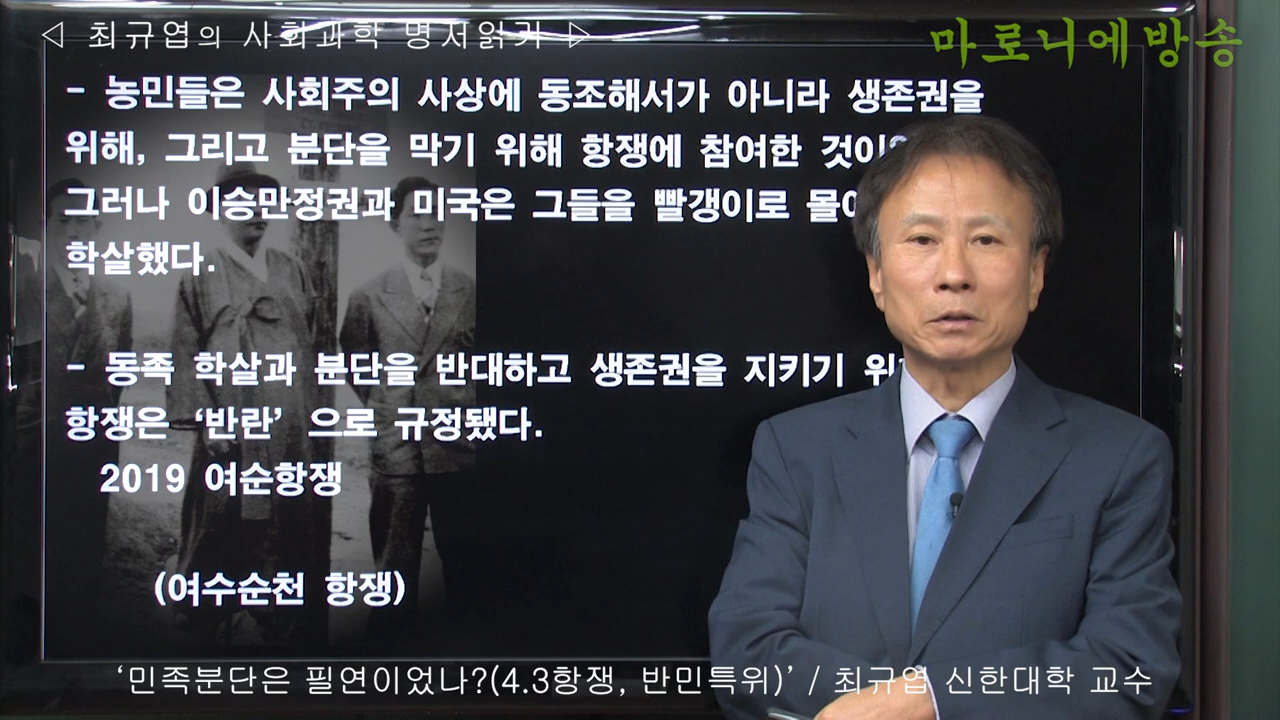 ◁ 최규엽의 사회과학 명저읽기 ▷
마로니에방송
- 농민들은 사회주의 사상에 동조해서가 아니라 생존권을
위해, 그리고 분단을 막기 위해 항쟁에 참여한
그러나 이승만정권과 미국은 그들을 빨갱이로
학살했다.
- 동족 학살과 분단을 반대하고 생존권을 지키기
항쟁은 ‘반란’ 으로 규정됐다.
2019 여순항쟁
(여수순천 항쟁)
‘민족분단은 필연이었나?(4.3항쟁, 반민특위)’ / 최규엽 신한대학 교수